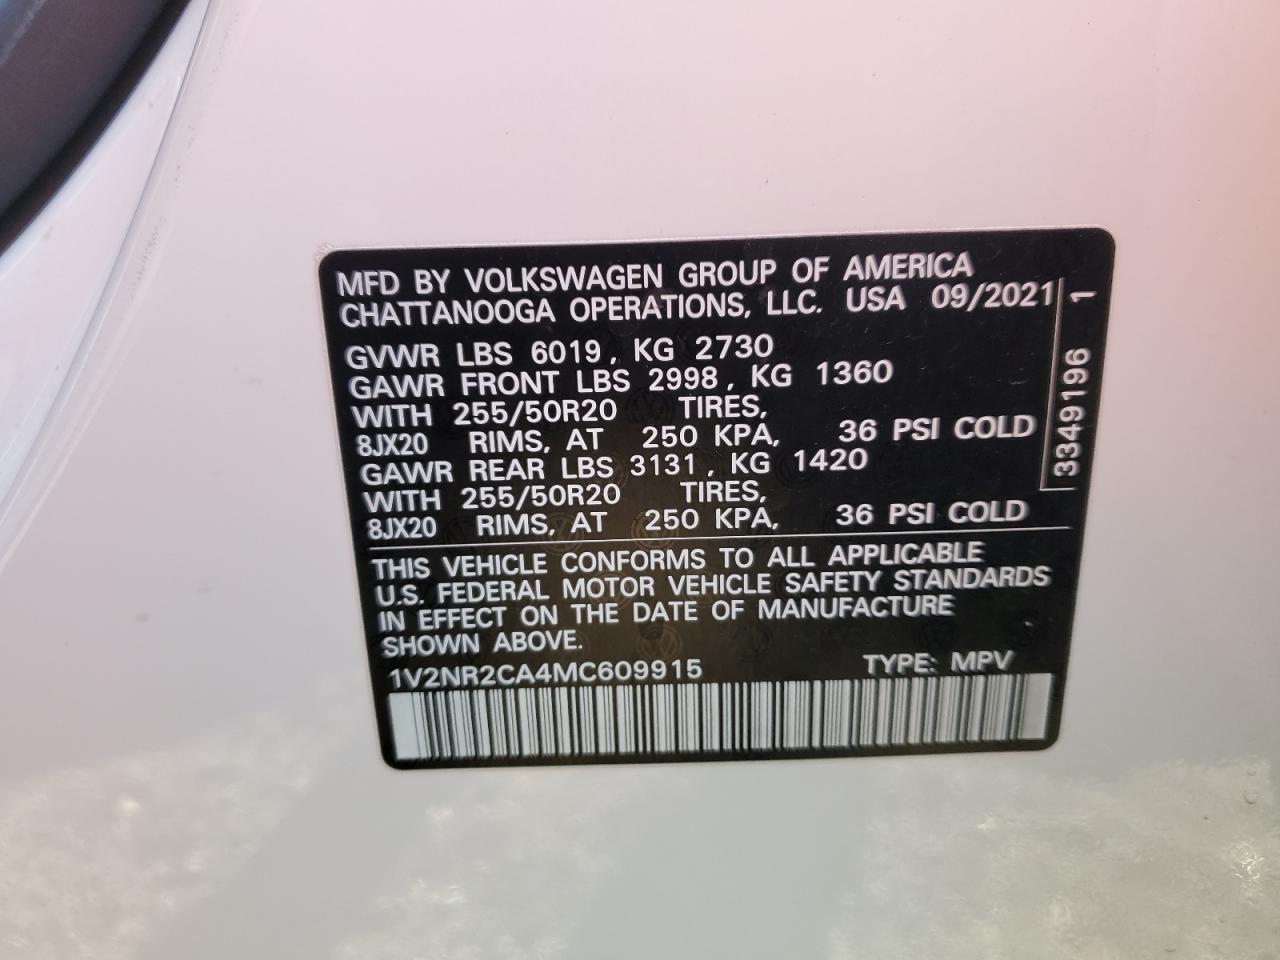 MFD BY VOLKSWAGEN GROUP OF AMERICA
CHATTANOOGA OPERATIONS, LLC. USA 09/2021
GVWR LBS 6019, KG 2730
GAWR FRONT LBS 2998, KG 1360
WITH 255/50R20 TIRES,
8JX20 RIMS, AT 250 KPA, 36 PSI COLD
GAWR REAR LBS 3131, KG 1420
WITH 255/50R20 TIRES,
8JX20 RIMS, AT 250 KPA, 36 PSI COLD
3349196 1
THIS VEHICLE CONFORMS TO ALL APPLICABLE
U.S. FEDERAL MOTOR VEHICLE SAFETY STANDARDS
IN EFFECT ON THE DATE OF MANUFACTURE
SHOWN ABOVE.
1V2NR2CA4MC609915 TYPE: MPV